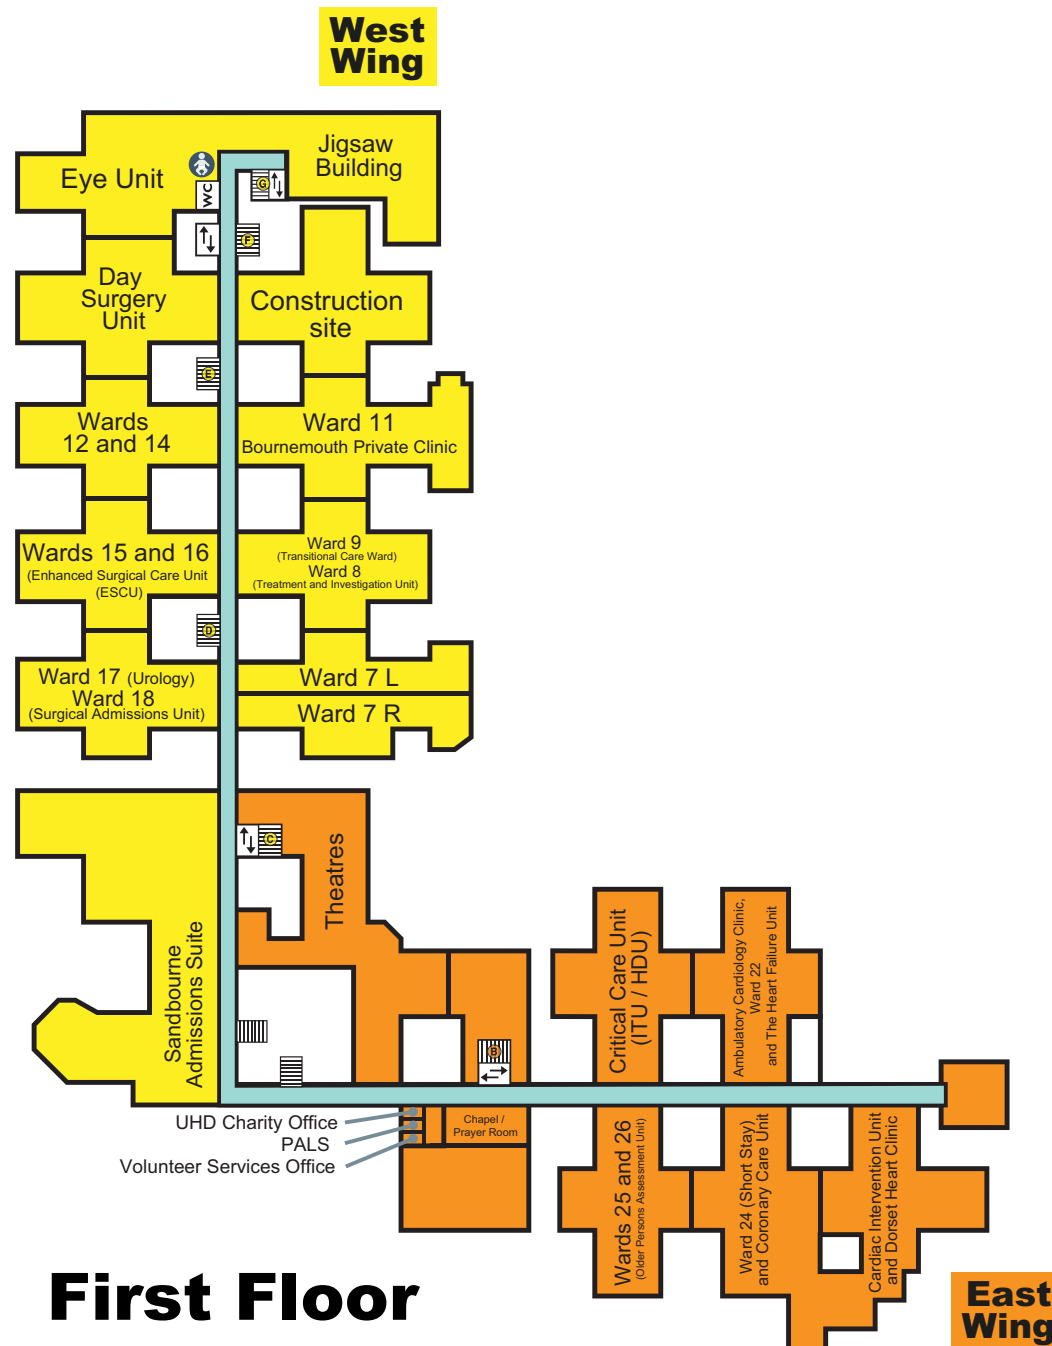 West
Wing
Jigsaw
Building
Eye Unit
WC
G
F
Day
Surgery
Unit
Construction
site
E
Wards
12 and 14
Ward 11
Bournemouth Private Clinic
Wards 15 and 16
(Enhanced Surgical Care Unit
(ESCU)
Ward 9
(Transitional Care Ward)
Ward 8
(Treatment and Investigation Unit)
D
Ward 17 (Urology)
Ward 18
(Surgical Admissions Unit)
Ward 7 L
Ward 7 R
C
Theatres
Sandbourne
Admissions Suite
Critical Care Unit
(ITU / HDU)
Ambulatory Cardiology Clinic,
Ward 22
and The Heart Failure Unit
B
UHD Charity Office
PALS
Volunteer Services Office
Chapel /
Prayer Room
Wards 25 and 26
(Older Persons Assessment Unit)
Ward 24 (Short Stay)
and Coronary Care Unit
Cardiac Intervention Unit
and Dorset Heart Clinic
First Floor
East
Wing